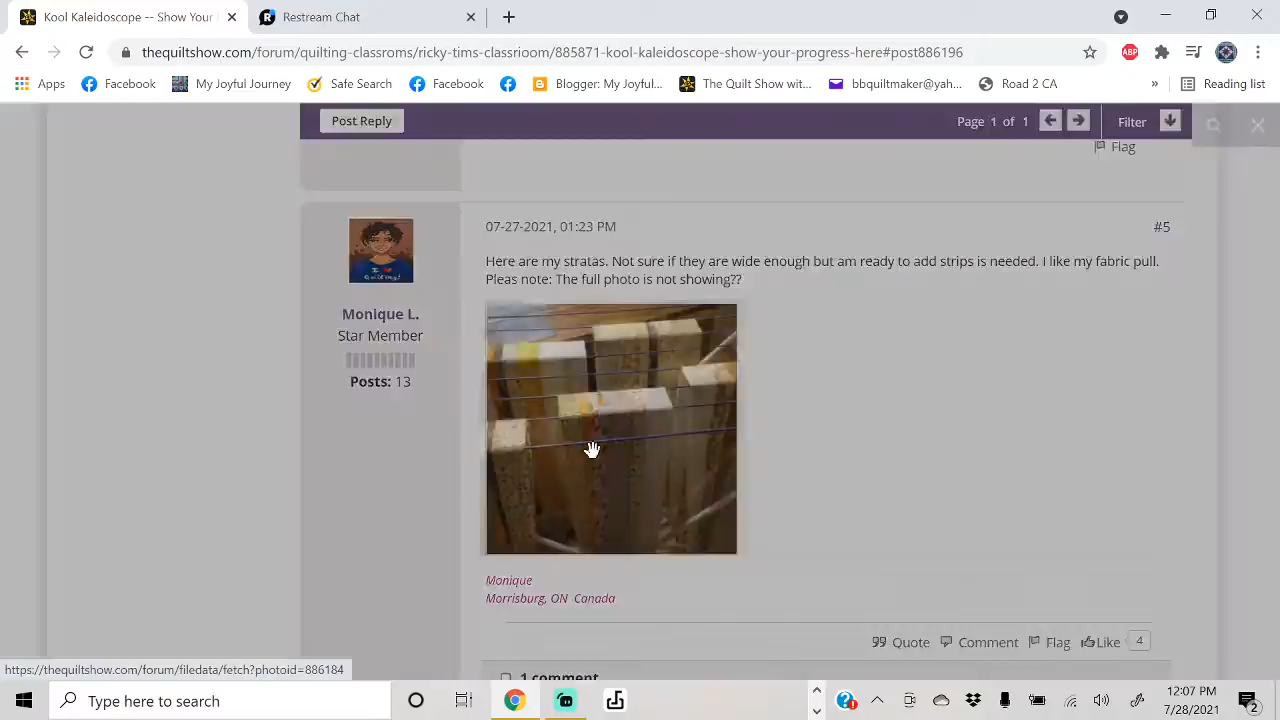 Kool Kaleidoscope -- Show Your
Restream Chat
thequiltshow.com/forum/quilting-classroms/ricky-tims-classrioom/885871-kool-kaleidoscope-show-your-progress-here#post886196
ABP
Apps
Facebook
My Joyful Journey
Safe Search
Facebook
Blogger: My Joyful...
The Quilt Show wit...
bbquiltmaker@yah...
Road 2 CA
»
Reading list
Post Reply
Page 1 of 1
Filter
Flag
07-27-2021, 01:23 PM
#5
Here are my stratas. Not sure if they are wide enough but am ready to add strips is needed. I like my fabric pull.
Pleas note: The full photo is not showing??
Monique L.
Star Member
Posts: 13
Monique
Morrisburg, ON Canada
Quote
Comment
Flag
Like
4
1 comment
https://thequiltshow.com/forum/filedata/fetch?photoid=886184
Type here to search
12:07 PM
7/28/2021
2